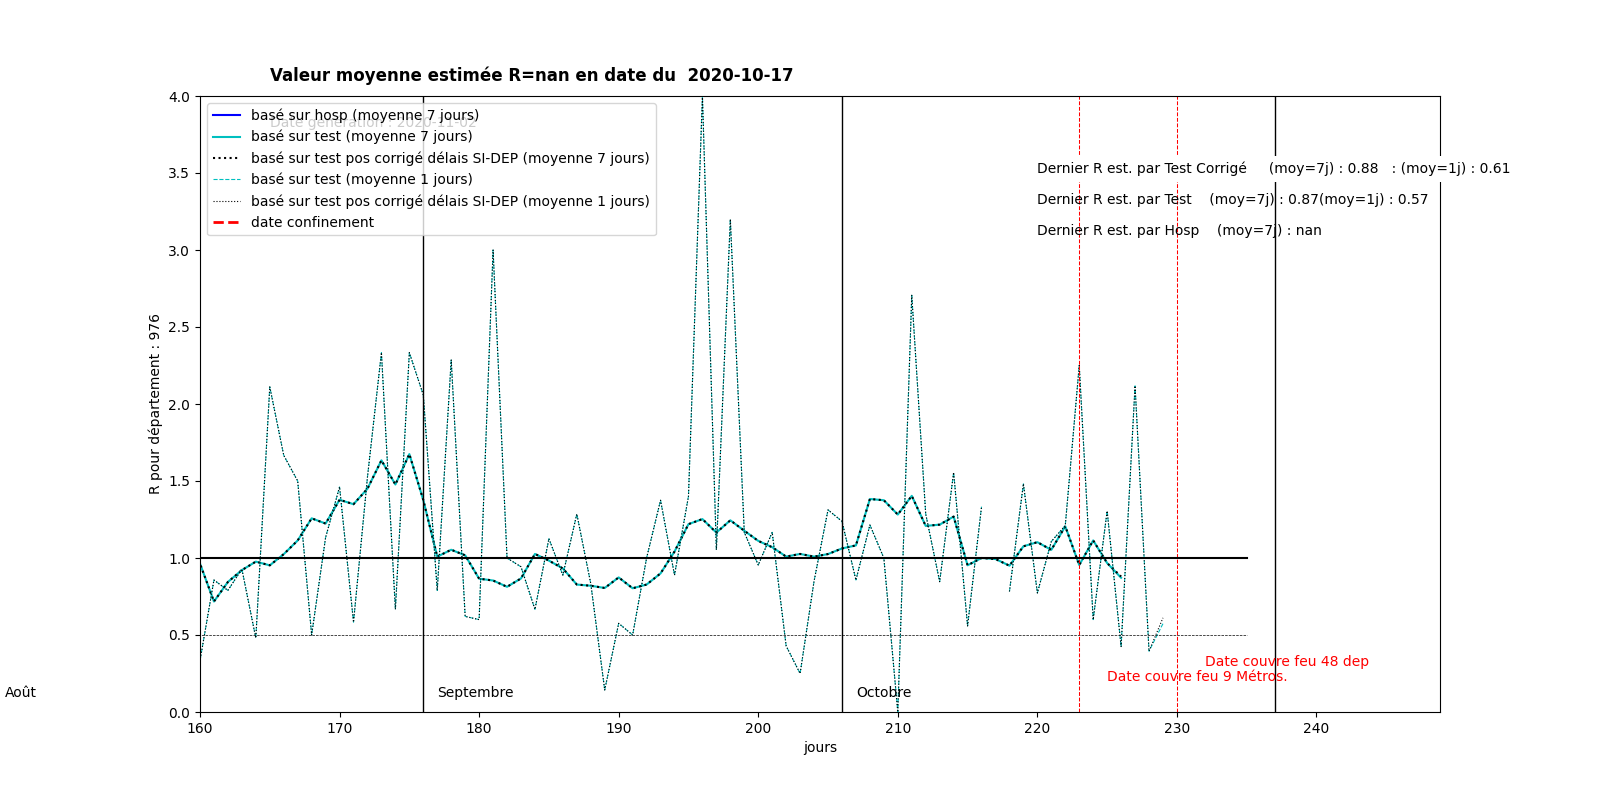 Valeur moyenne estimée R=nan en date du  2020-10-17
Date génération : 2020-11-02
basé sur hosp (moyenne 7 jours)
basé sur test (moyenne 7 jours)
basé sur test pos corrigé délais SI-DEP (moyenne 7 jours)
basé sur test (moyenne 1 jours)
basé sur test pos corrigé délais SI-DEP (moyenne 1 jours)
date confinement
Dernier R est. par Test Corrigé (moy=7j) : 0.88 : (moy=1j) : 0.61
Dernier R est. par Test (moy=7j) : 0.87(moy=1j) : 0.57
Dernier R est. par Hosp (moy=7j) : nan
4.0
3.5
3.0
2.5
2.0
1.5
1.0
0.5
0.0
R pour département : 976
Date couvre feu 48 dep
Date couvre feu 9 Métros.
Août
Septembre
Octobre
160 170 180 190 200 210 220 230 240
jours